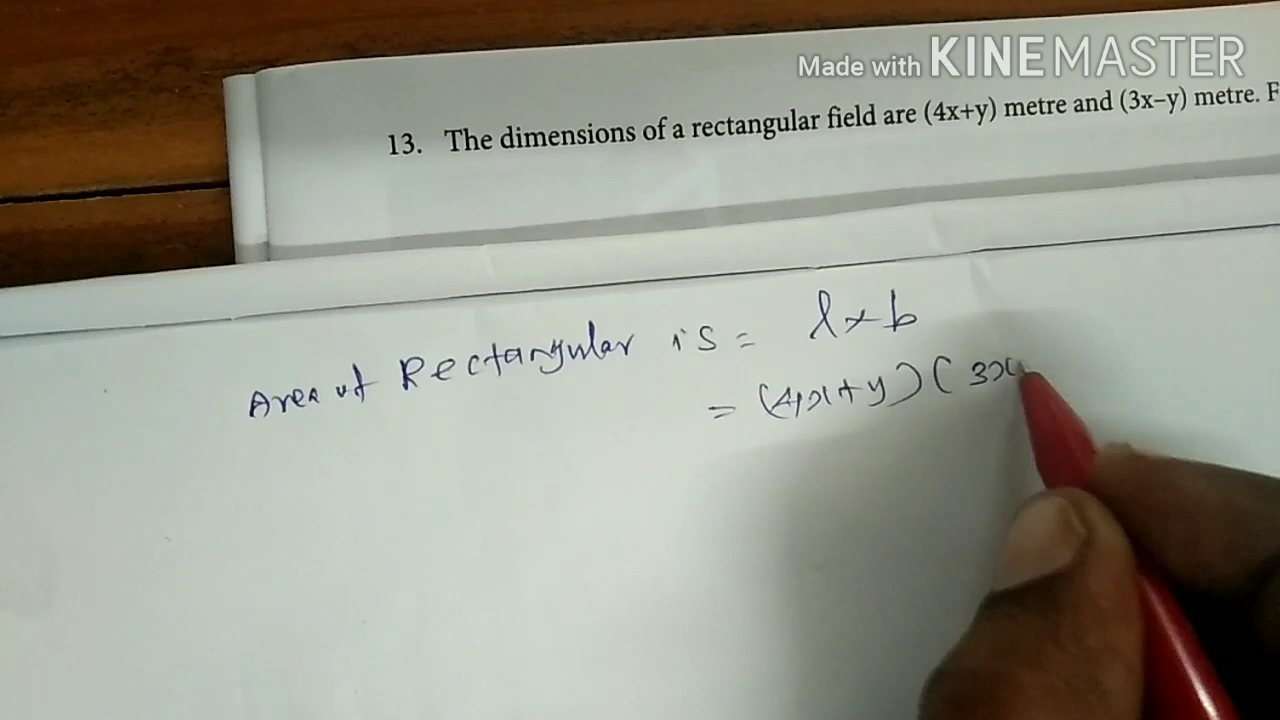 Made with KINEMASTER
13. The dimensions of a rectangular field are (4x+y) metre and (3x–y) metre. F
Area of Rectangular is = l × b
= (4x+y) ( 3x